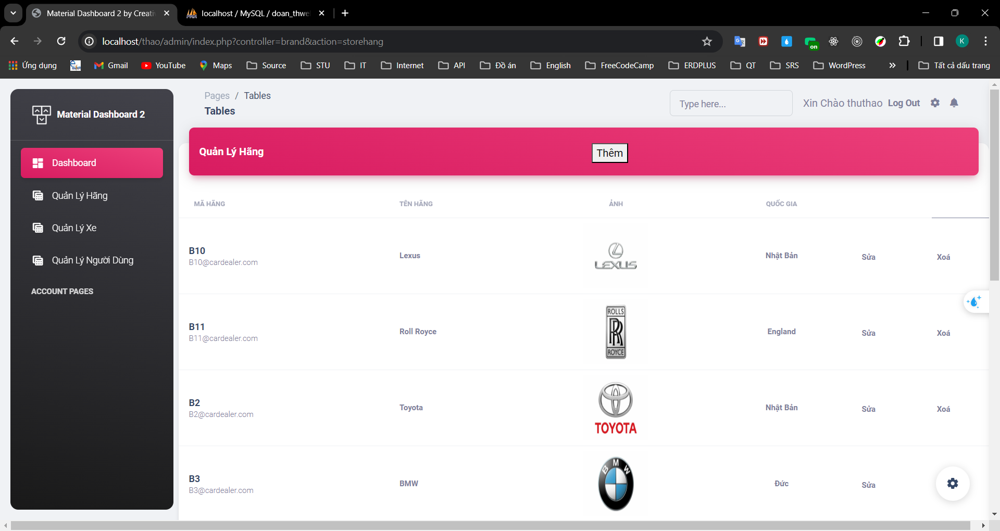 Material Dashboard 2 by Creati
localhost / MySQL / doan_thwe
localhost/thao/admin/index.php?controller=brand&action=storehang
on
K
Ứng dụng
Gmail
YouTube
Maps
Source
STU
IT
Internet
API
Đồ án
English
FreeCodeCamp
ERDPLUS
QT
SRS
WordPress
Tất cả dấu trang
Material Dashboard 2
Pages / Tables
Tables
Type here...
Xin Chào thuthao Log Out
Dashboard
Quản Lý Hãng
Quản Lý Xe
Quản Lý Người Dùng
ACCOUNT PAGES
Quản Lý Hãng
Thêm
MÃ HÃNG TÊN HÃNG ẢNH QUỐC GIA
B10
B10@cardealer.com
Lexus
LEXUS
Nhật Bản
Sửa
Xoá
B11
B11@cardealer.com
Roll Royce
ROLLS
RR
ROYCE
England
Sửa
Xoá
B2
B2@cardealer.com
Toyota
TOYOTA
Nhật Bản
Sửa
Xoá
B3
B3@cardealer.com
BMW
BMW
Đức
Sửa